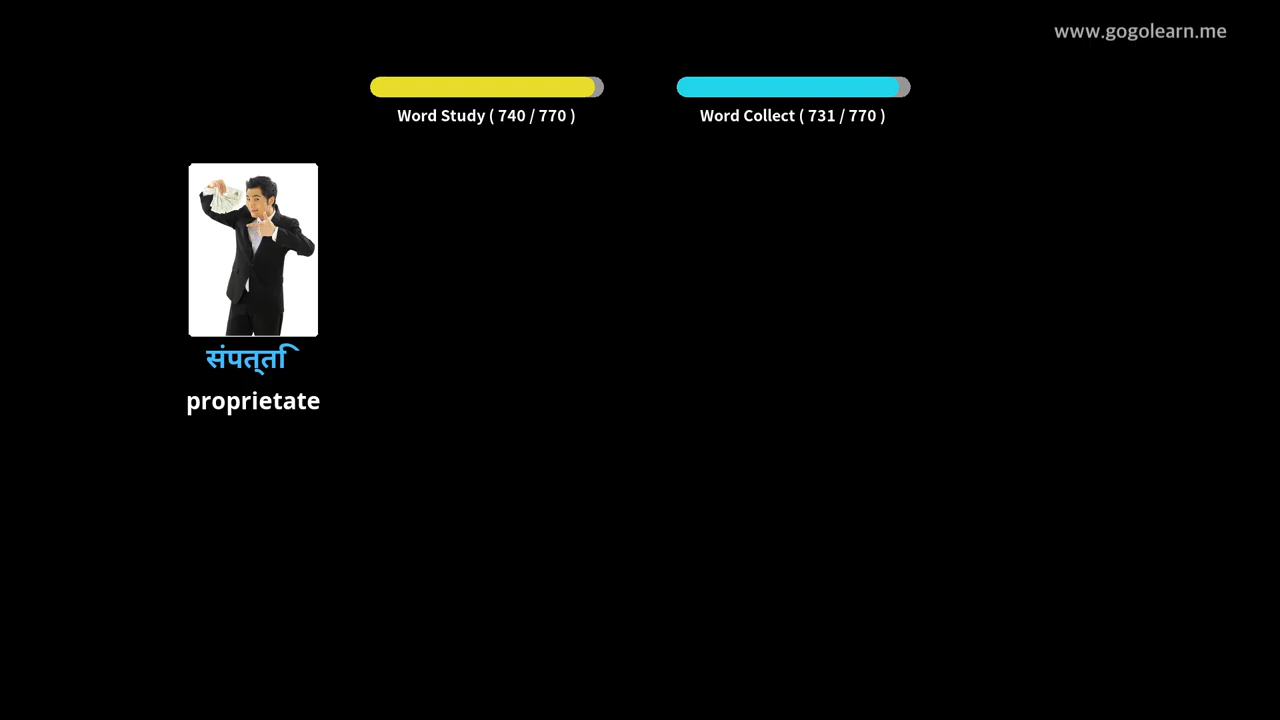 www.gogolearn.me
Word Study ( 740 / 770 )
Word Collect ( 731 / 770 )
संपत्ति
proprietate